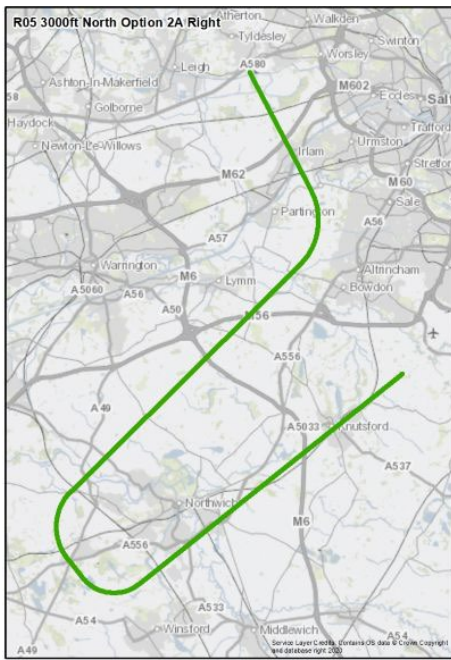 R05 3000ft North Option 2A Right
Atherton
Walkden
Tyldesley
Swinton
Leigh
A580
Worsley
Ashton-In-Makerfield
M602
Eccles
Salt
58
Golborne
Haydock
Trafford
Newton-Le-Willows
Irlam
Urmston
Stretfor
M62
M60
Partington
Sale
A56
A57
Warrington
M6
Lymm
Altrincham
A5060
A56
Bowdon
A50
M56
A556
A49
A5033
Knutsford
A537
Northwich
M6
A556
A533
A54
Winsford
Middlewich
A49
A54
Service Layer Credits: Contains OS data © Crown Copyright
and database right 2020